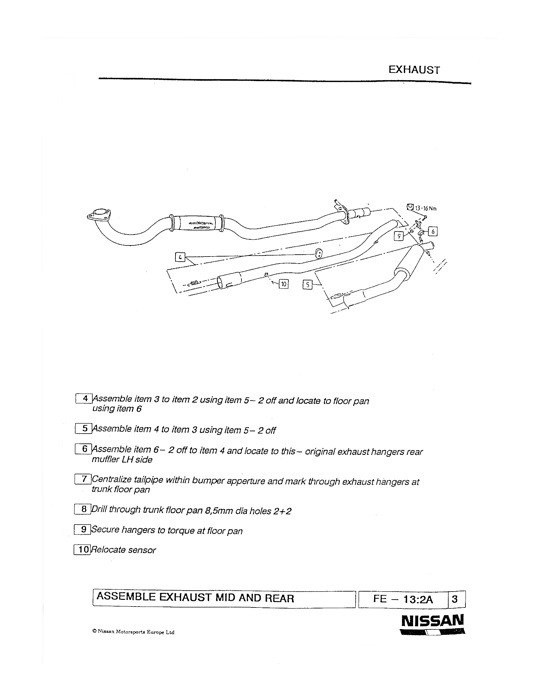 EXHAUST
13-16 Nm
9
6
4
10
5
4 Assemble item 3 to item 2 using item 5– 2 off and locate to floor pan
using item 6
5 Assemble item 4 to item 3 using item 5– 2 off
6 Assemble item 6– 2 off to item 4 and locate to this– original exhaust hangers rear
muffler LH side
7 Centralize tailpipe within bumper apperture and mark through exhaust hangers at
trunk floor pan
8 Drill through trunk floor pan 8,5mm dia holes 2+2
9 Secure hangers to torque at floor pan
10 Relocate sensor
ASSEMBLE EXHAUST MID AND REAR
FE – 13:2A 3
NISSAN
© Nissan Motorsports Europe Ltd